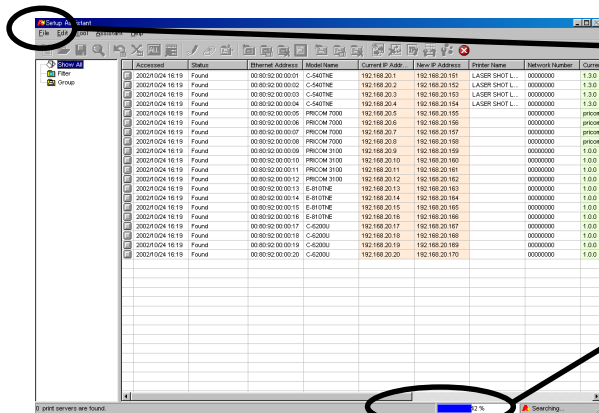 Setup Assistant
File Edit Tool Assistant Help
Show All
Filter
Group
Accessed Status Ethernet Address Model Name Current IP Addr... New IP Address Printer Name Network Number Curre
2002/10/24 16:19 Found 00:80:92:00:00:01 C-540TNE 192.168.20.1 192.168.20.151 LASER SHOT L... 00000000 1.3.0
2002/10/24 16:19 Found 00:80:92:00:00:02 C-540TNE 192.168.20.2 192.168.20.152 LASER SHOT L... 00000000 1.3.0
2002/10/24 16:19 Found 00:80:92:00:00:03 C-540TNE 192.168.20.3 192.168.20.153 LASER SHOT L... 00000000 1.3.0
2002/10/24 16:19 Found 00:80:92:00:00:04 C-540TNE 192.168.20.4 192.168.20.154 LASER SHOT L... 00000000 1.3.0
2002/10/24 16:19 Found 00:80:92:00:00:05 PRICOM 7000 192.168.20.5 192.168.20.155 00000000 pricom
2002/10/24 16:19 Found 00:80:92:00:00:06 PRICOM 7000 192.168.20.6 192.168.20.156 00000000 pricom
2002/10/24 16:19 Found 00:80:92:00:00:07 PRICOM 7000 192.168.20.7 192.168.20.157 00000000 pricom
2002/10/24 16:19 Found 00:80:92:00:00:08 PRICOM 7000 192.168.20.8 192.168.20.158 00000000 pricom
2002/10/24 16:19 Found 00:80:92:00:00:09 PRICOM 3100 192.168.20.9 192.168.20.159 00000000 1.0.0
2002/10/24 16:19 Found 00:80:92:00:00:10 PRICOM 3100 192.168.20.10 192.168.20.160 00000000 1.0.0
2002/10/24 16:19 Found 00:80:92:00:00:11 PRICOM 3100 192.168.20.11 192.168.20.161 00000000 1.0.0
2002/10/24 16:19 Found 00:80:92:00:00:12 PRICOM 3100 192.168.20.12 192.168.20.162 00000000 1.0.0
2002/10/24 16:19 Found 00:80:92:00:00:13 E-810TNE 192.168.20.13 192.168.20.163 00000000 1.0.0
2002/10/24 16:19 Found 00:80:92:00:00:14 E-810TNE 192.168.20.14 192.168.20.164 00000000 1.0.0
2002/10/24 16:19 Found 00:80:92:00:00:15 E-810TNE 192.168.20.15 192.168.20.165 00000000 1.0.0
2002/10/24 16:19 Found 00:80:92:00:00:16 E-810TNE 192.168.20.16 192.168.20.166 00000000 1.0.0
2002/10/24 16:19 Found 00:80:92:00:00:17 C-6200U 192.168.20.17 192.168.20.167 00000000 1.0.0
2002/10/24 16:19 Found 00:80:92:00:00:18 C-6200U 192.168.20.18 192.168.20.168 00000000 1.0.0
2002/10/24 16:19 Found 00:80:92:00:00:19 C-6200U 192.168.20.19 192.168.20.169 00000000 1.0.0
2002/10/24 16:19 Found 00:80:92:00:00:20 C-6200U 192.168.20.20 192.168.20.170 00000000 1.0.0
0 print servers are found. 52 % Searching...